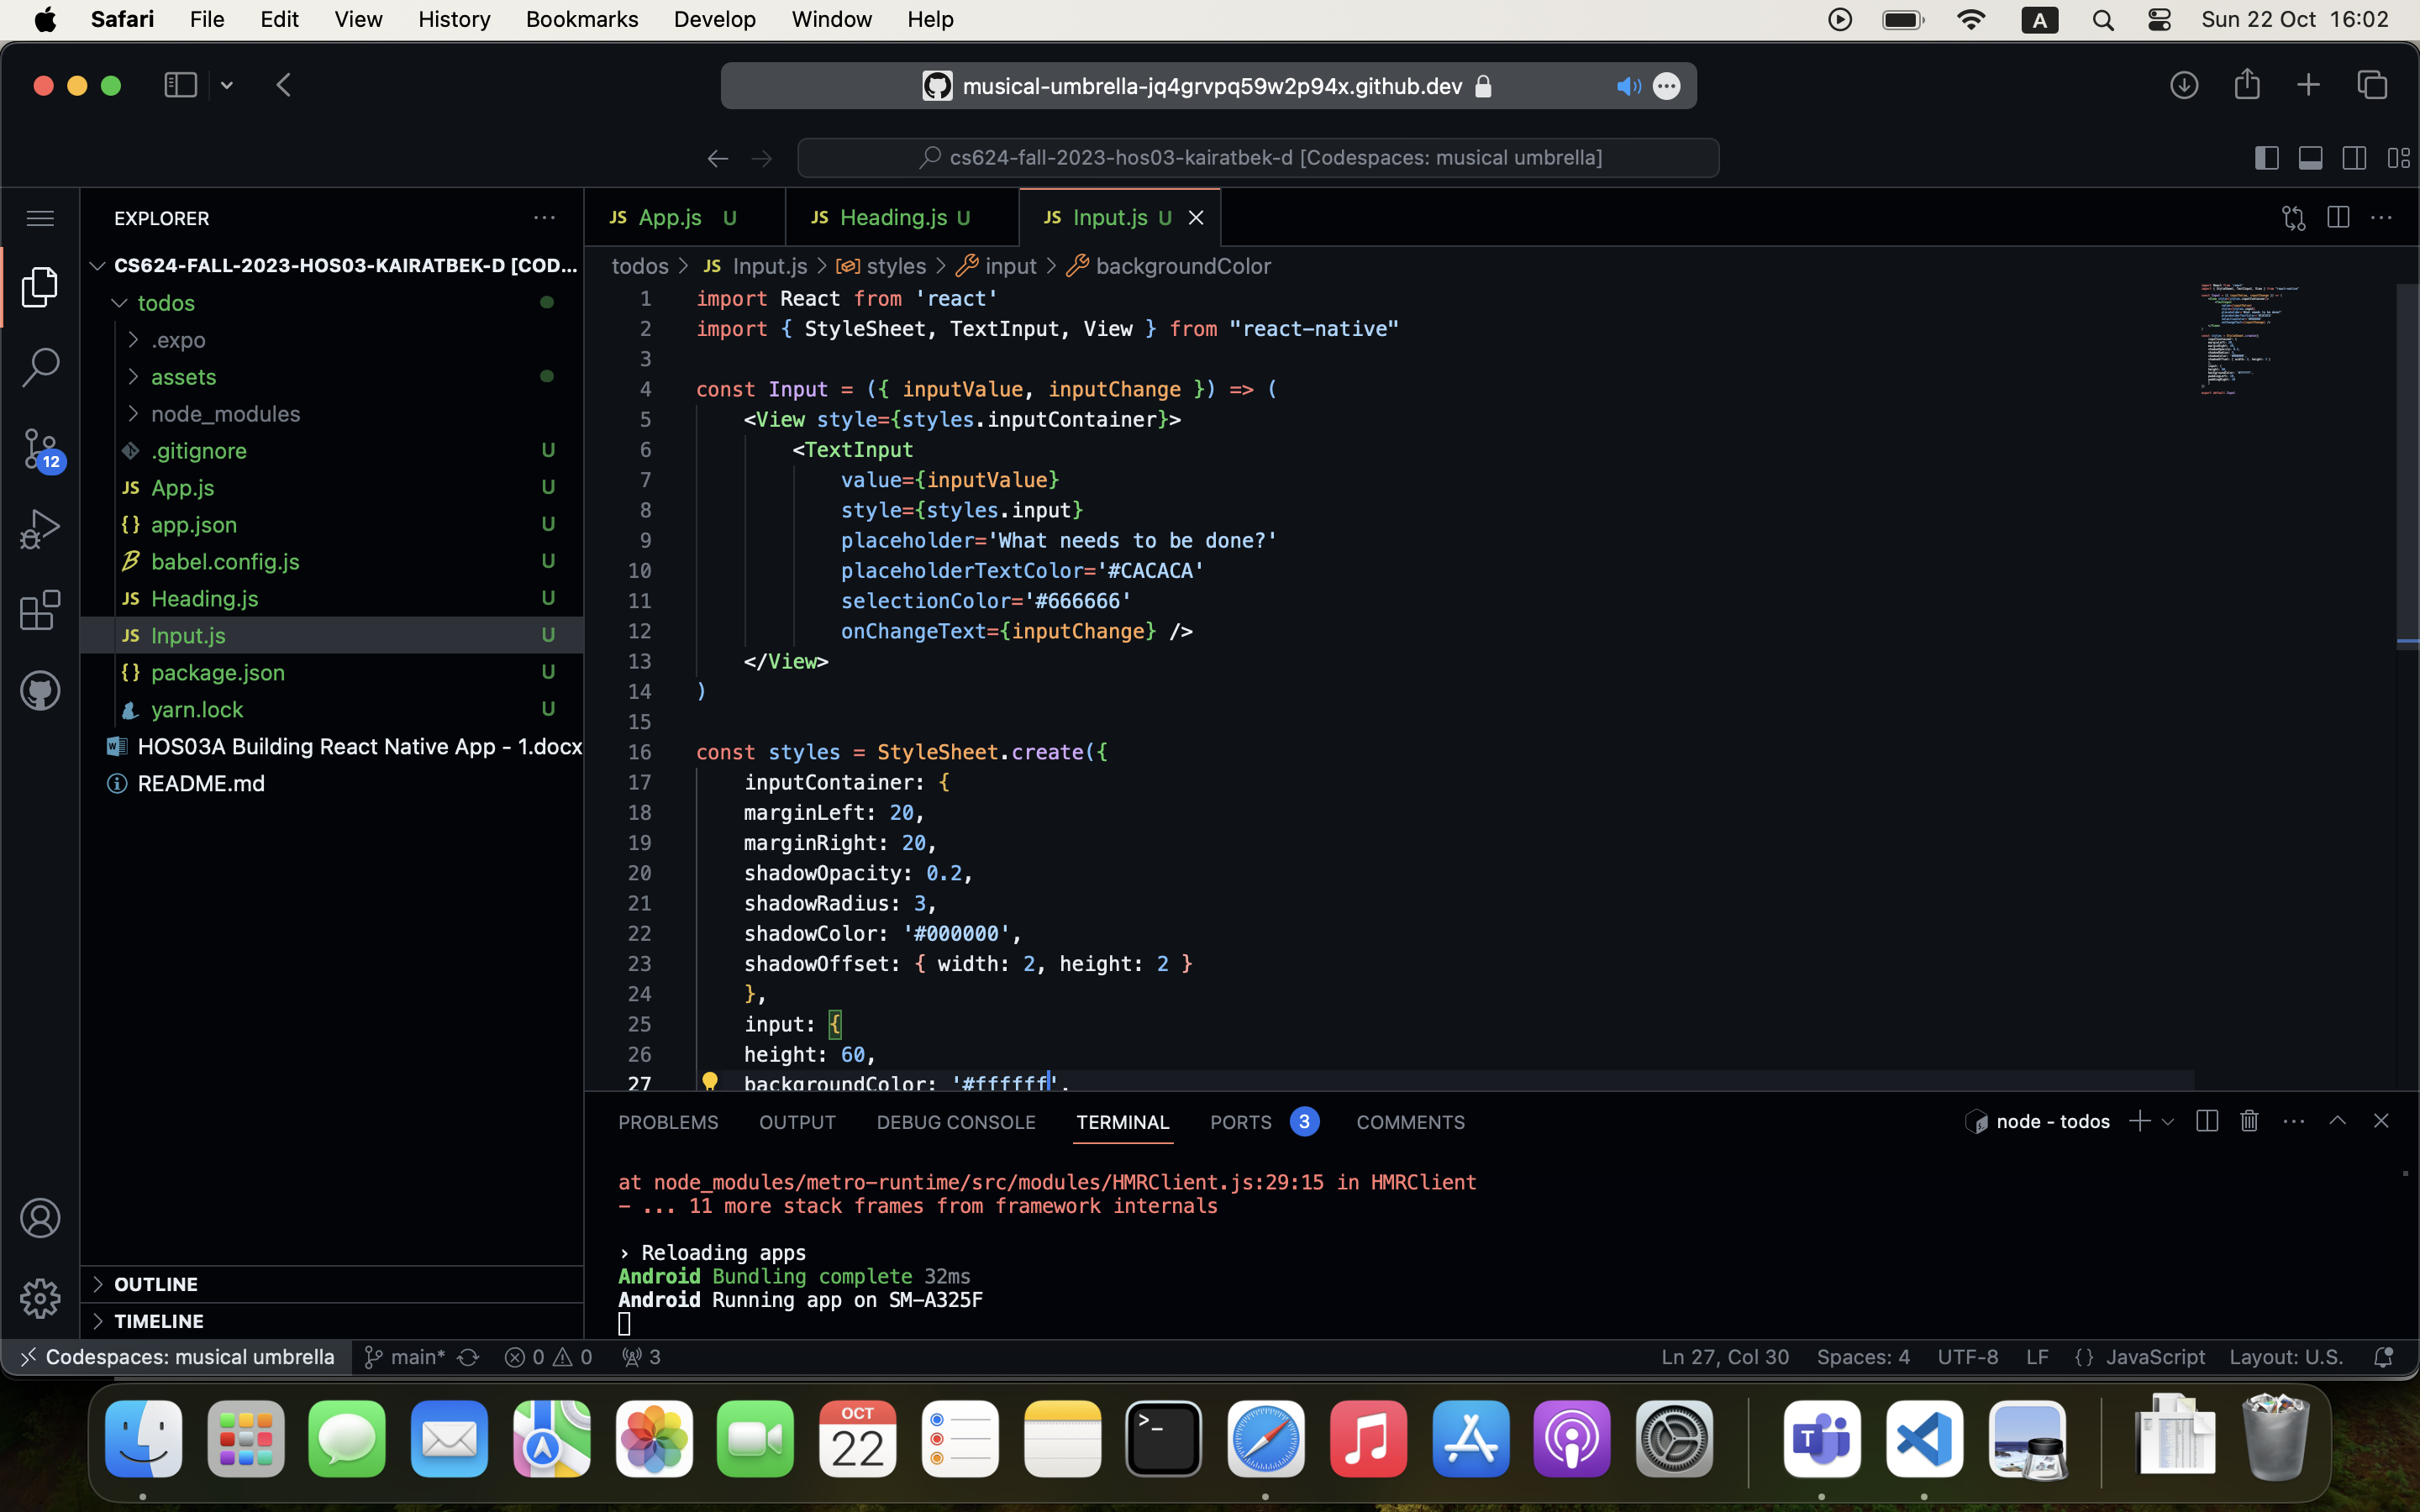 Safari File Edit View History Bookmarks Develop Window Help A Sun 22 Oct 16:02
musical-umbrella-jq4grvpq59w2p94x.github.dev
cs624-fall-2023-hos03-kairatbek-d [Codespaces: musical umbrella]
EXPLORER
CS624-FALL-2023-HOS03-KAIRATBEK-D [COD...
todos
.expo
assets
node_modules
.gitignore U
JS App.js U
{} app.json U
babel.config.js U
JS Heading.js U
JS Input.js U
{} package.json U
yarn.lock U
HOS03A Building React Native App - 1.docx
README.md
OUTLINE
TIMELINE
12
JS App.js U JS Heading.js U JS Input.js U
todos > JS Input.js > styles > input > backgroundColor
1 import React from 'react'
2 import { StyleSheet, TextInput, View } from "react-native"
3
4 const Input = ({ inputValue, inputChange }) => (
5 <View style={styles.inputContainer}>
6 <TextInput
7 value={inputValue}
8 style={styles.input}
9 placeholder='What needs to be done?'
10 placeholderTextColor='#CACACA'
11 selectionColor='#666666'
12 onChangeText={inputChange} />
13 </View>
14 )
15
16 const styles = StyleSheet.create({
17 inputContainer: {
18 marginLeft: 20,
19 marginRight: 20,
20 shadowOpacity: 0.2,
21 shadowRadius: 3,
22 shadowColor: '#000000',
23 shadowOffset: { width: 2, height: 2 }
24 },
25 input: {
26 height: 60,
27 backgroundColor: '#ffffff',
PROBLEMS OUTPUT DEBUG CONSOLE TERMINAL PORTS 3 COMMENTS node - todos
at node_modules/metro-runtime/src/modules/HMRClient.js:29:15 in HMRClient
- ... 11 more stack frames from framework internals
› Reloading apps
Android Bundling complete 32ms
Android Running app on SM-A325F
Codespaces: musical umbrella main* 0 0 3 Ln 27, Col 30 Spaces: 4 UTF-8 LF {} JavaScript Layout: U.S.
OCT
22
>_
T